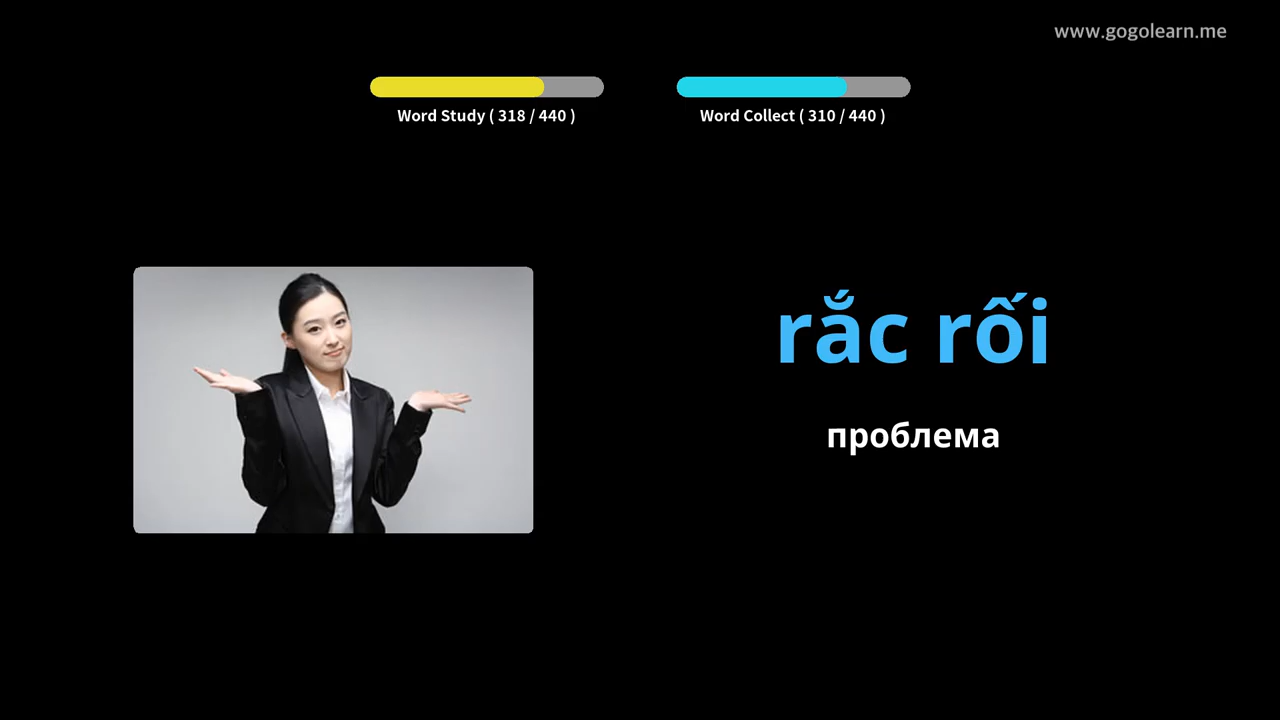 www.gogolearn.me
Word Study ( 318 / 440 )
Word Collect ( 310 / 440 )
rắc rối
проблема